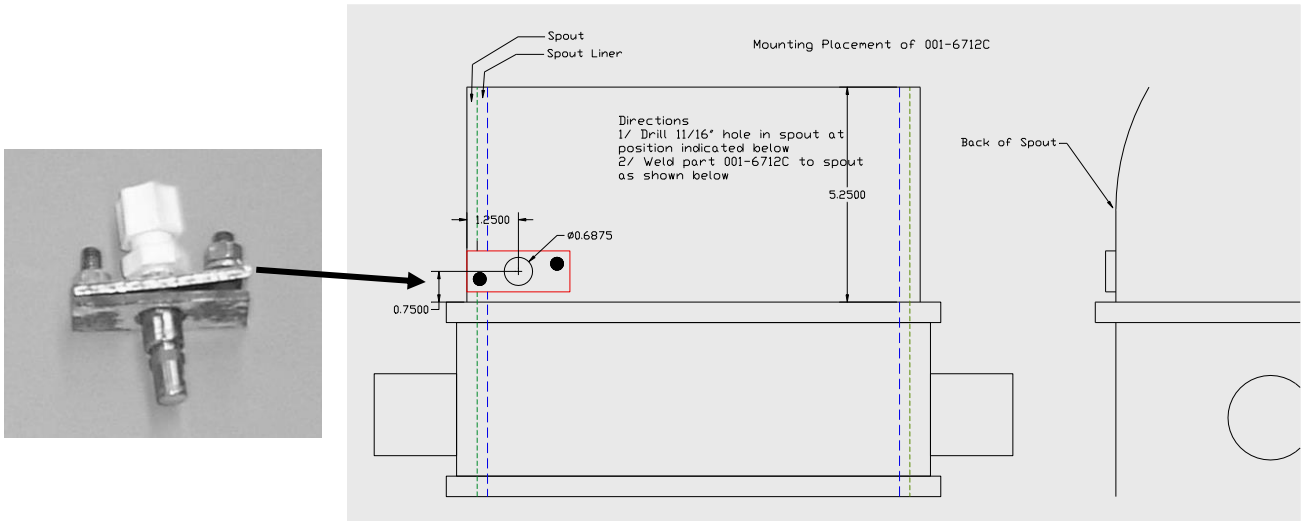 Spout
Spout Liner
Mounting Placement of 001-6712C
Directions
1/ Drill 11/16" hole in spout at
position indicated below
2/ Weld part 001-6712C to spout
as shown below
Back of Spout
5.2500
1.2500
ø0.6875
0.7500